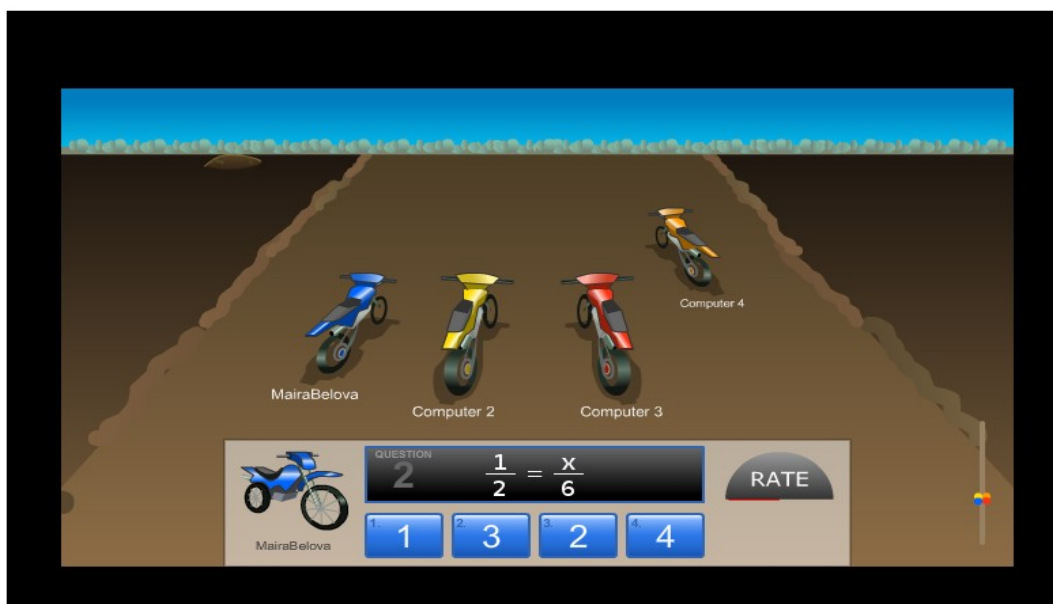 Computer 4
MairaBelova
Computer 2
Computer 3
QUESTION
2
1/2 = x/6
RATE
1. 1
2. 3
3. 2
4. 4
MairaBelova